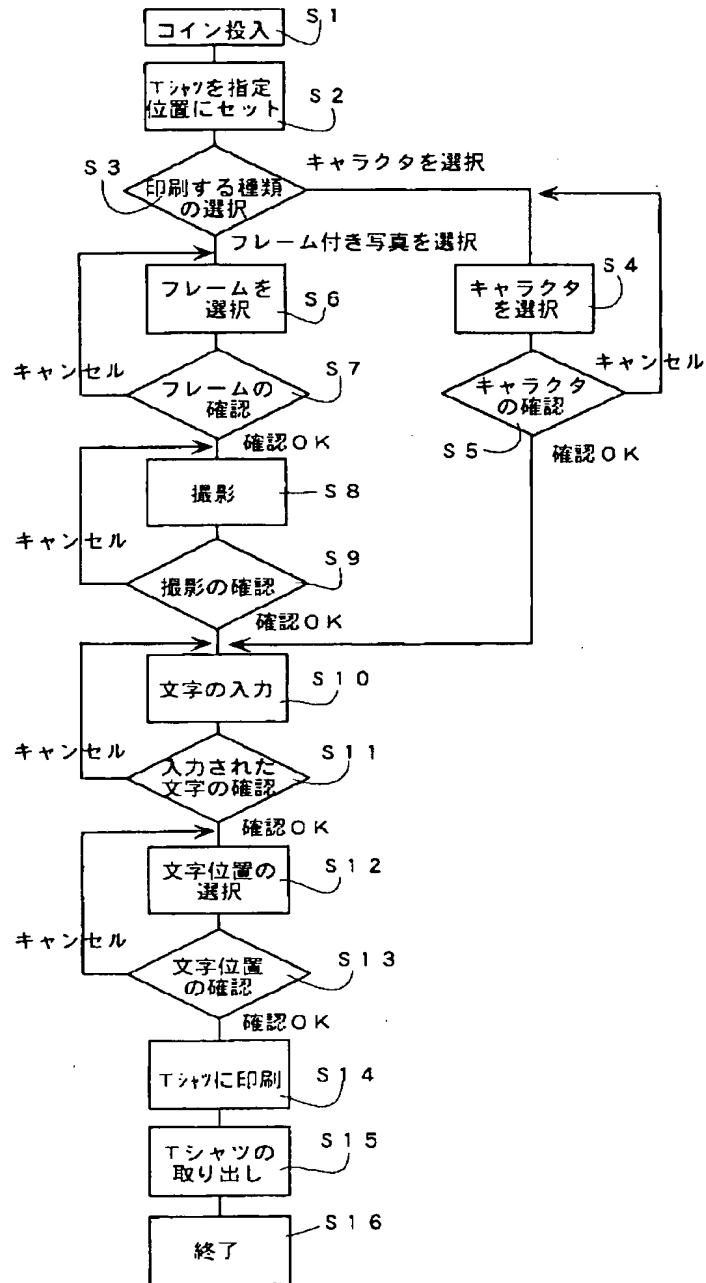 コイン投入
S1
Tシャツを指定
位置にセット
S2
S3
印刷する種類
の選択
キャラクタを選択
フレーム付き写真を選択
フレームを
選択
S6
キャラクタ
を選択
S4
キャンセル
フレームの
確認
S7
キャラクタ
の確認
キャンセル
S5
確認OK
確認OK
撮影
S8
キャンセル
撮影の確認
S9
確認OK
文字の入力
S10
キャンセル
入力された
文字の確認
S11
確認OK
文字位置の
選択
S12
キャンセル
文字位置
の確認
S13
確認OK
Tシャツに印刷
S14
Tシャツの
取り出し
S15
終了
S16